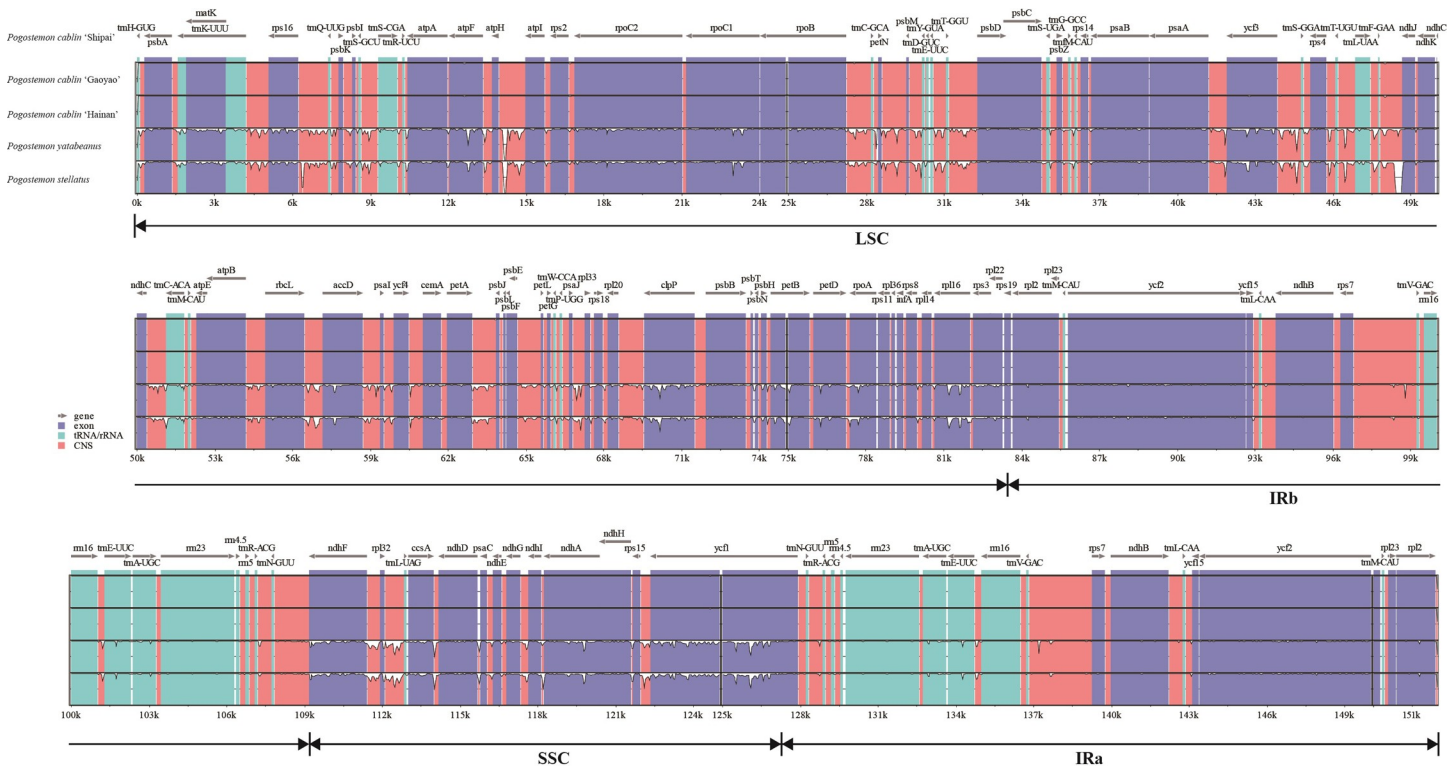 matK
psbC
trnG-GCC
trnT-GGU
trnH-GUG
trnK-UUU
rps16
trnQ-UUG
psbI
trnS-CGA
atpA
atpF
atpH
atpI
rps2
rpoC2
rpoC1
rpoB
trnC-GCA
psbM
trnY-GUA
psbD
trnS-UGA
rps14
psaB
psaA
ycf3
trnS-GGA
trnT-UGU
trnF-GAA
ndhJ
ndhC
Pogostemon cablin ‘Shipai’
psbA
psbK
trnS-GCU
trnR-UCU
petN
trnD-GUC
trnE-UUC
psbZ
trnfM-CAU
rps4
trnL-UAA
ndhK
Pogostemon cablin ‘Gaoyao’
Pogostemon cablin ‘Hainan’
Pogostemon yatabeanus
Pogostemon stellatus
0k 3k 6k 9k 12k 15k 18k 21k 24k 25k 28k 31k 34k 37k 40k 43k 46k 49k
LSC
atpB
psbE
trnW-CCA
psbT
rpl22
rpl23
ndhC
trnC-ACA
atpE
rbcL
accD
psaI
ycf4
cemA
petA
psbJ
petL
psaJ
rpl33
rpl20
clpP
psbB
psbH
petB
petD
rpoA
rpl36
rps8
rpl16
rps3
rps19
rpl2
trnM-CAU
ycf2
ycf15
ndhB
rps7
trnV-GAC
trnM-CAU
psbL
psbF
petG
trnP-UGG
rps18
psbN
rps11
infA
rpl14
trnL-CAA
rrn16
gene
exon
tRNA/rRNA
CNS
50k 53k 56k 59k 62k 65k 68k 71k 74k 75k 78k 81k 84k 87k 90k 93k 96k 99k
IRb
ndhH
rrn4.5
rrn5
rrn16
trnE-UUC
rrn23
trnR-ACG
ndhF
rpl32
ccsA
ndhD
psaC
ndhG
ndhI
ndhA
rps15
ycf1
trnN-GUU
rrn4.5
rrn23
trnA-UGC
rrn16
rps7
ndhB
trnL-CAA
ycf2
rpl23
rpl2
trnA-UGC
rrn5
trnN-GUU
trnL-UAG
ndhE
trnR-ACG
trnE-UUC
trnV-GAC
ycf15
trnM-CAU
100k 103k 106k 109k 112k 115k 118k 121k 124k 125k 128k 131k 134k 137k 140k 143k 146k 149k 151k
SSC
IRa